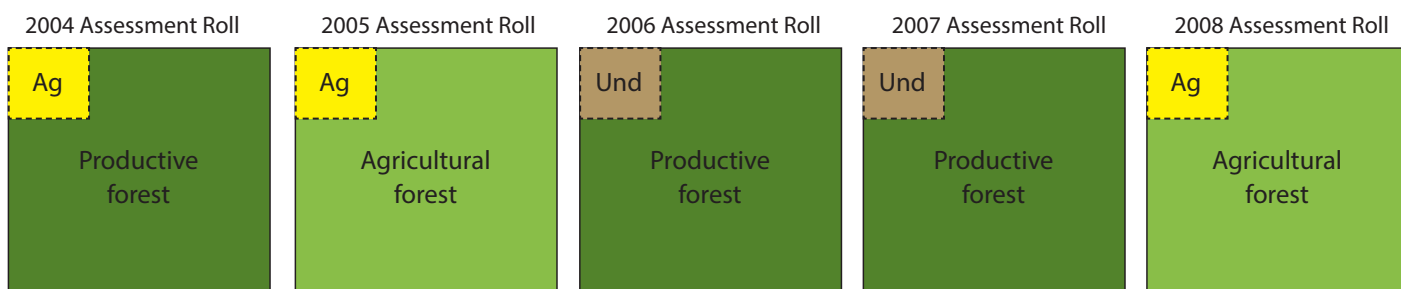 2004 Assessment Roll
Ag
Productive
forest
2005 Assessment Roll
Ag
Agricultural
forest
2006 Assessment Roll
Und
Productive
forest
2007 Assessment Roll
Und
Productive
forest
2008 Assessment Roll
Ag
Agricultural
forest